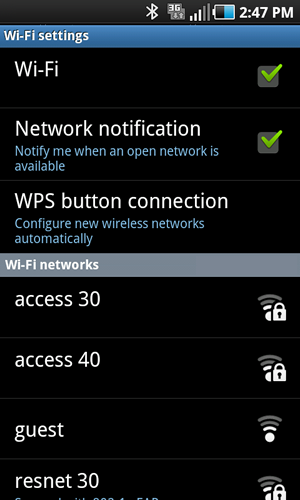 3G 2:47 PM
Wi-Fi settings
Wi-Fi
Network notification
Notify me when an open network is
available
WPS button connection
Configure new wireless networks
automatically
Wi-Fi networks
access 30
access 40
guest
resnet 30